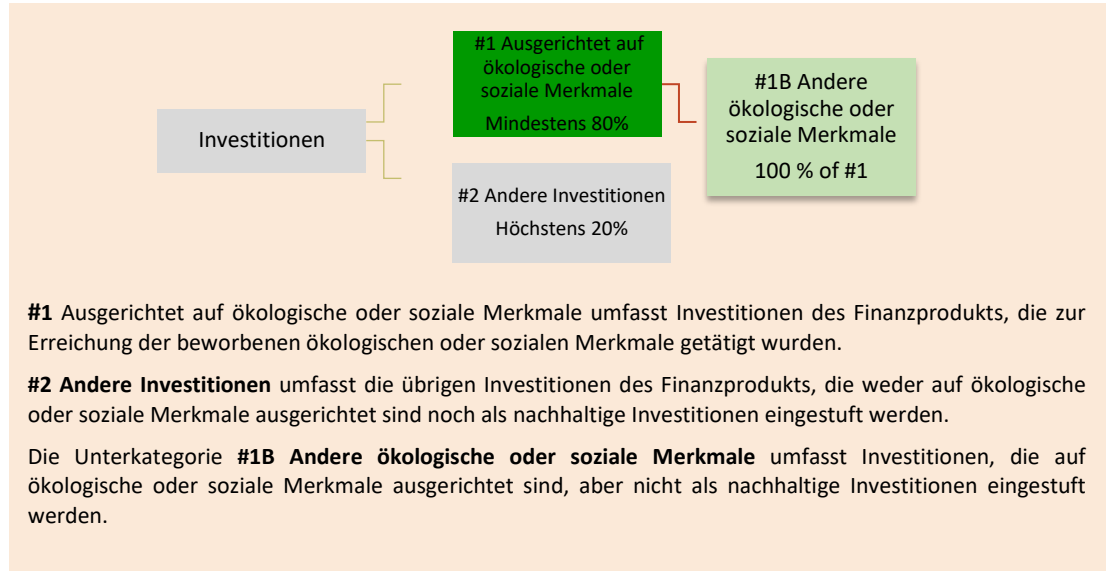 #1 Ausgerichtet auf
ökologische oder
soziale Merkmale
Mindestens 80%
#1B Andere
ökologische oder
soziale Merkmale
100 % of #1
Investitionen
#2 Andere Investitionen
Höchstens 20%
#1 Ausgerichtet auf ökologische oder soziale Merkmale umfasst Investitionen des Finanzprodukts, die zur
Erreichung der beworbenen ökologischen oder sozialen Merkmale getätigt wurden.
#2 Andere Investitionen umfasst die übrigen Investitionen des Finanzprodukts, die weder auf ökologische
oder soziale Merkmale ausgerichtet sind noch als nachhaltige Investitionen eingestuft werden.
Die Unterkategorie #1B Andere ökologische oder soziale Merkmale umfasst Investitionen, die auf
ökologische oder soziale Merkmale ausgerichtet sind, aber nicht als nachhaltige Investitionen eingestuft
werden.